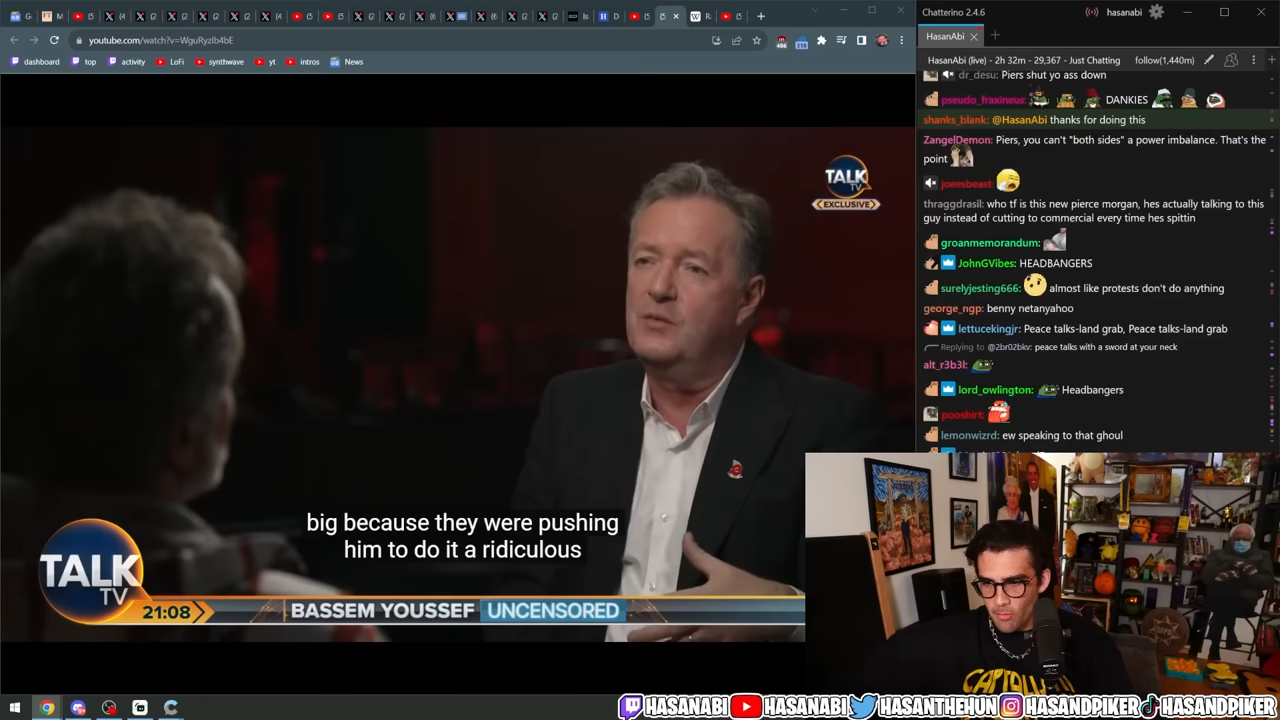 youtube.com/watch?v=WguRyzJb4bE
dashboard
top
activity
LoFi
synthwave
yt
intros
News
TALK
TV
EXCLUSIVE
big because they were pushing
him to do it a ridiculous
TALK
TV
21:08
BASSEM YOUSSEF UNCENSORED
Chatterino 2.4.6
hasanabi
HasanAbi
HasanAbi (live) - 2h 32m - 29,367 - Just Chatting
follow(1,440m)
dr_desu: Piers shut yo ass down
pseudo_fraxineus: DANKIES
shanks_blank: @HasanAbi thanks for doing this
ZangelDemon: Piers, you can't "both sides" a power imbalance. That's the
point
joeesbeast:
thraggdrasil: who tf is this new pierce morgan, hes actually talking to this
guy instead of cutting to commercial every time hes spittin
groanmemorandum:
JohnGVibes: HEADBANGERS
surelyjesting666: almost like protests don't do anything
george_ngp: benny netanyahoo
lettucekingjr: Peace talks-land grab, Peace talks-land grab
Replying to @2br02bkv: peace talks with a sword at your neck
alt_r3b3l:
lord_owlington: Headbangers
pooshirt:
lemonwizrd: ew speaking to that ghoul
HASANABI HASANABI HASANTHEHUN HASANDPIKER HASANDPIKER